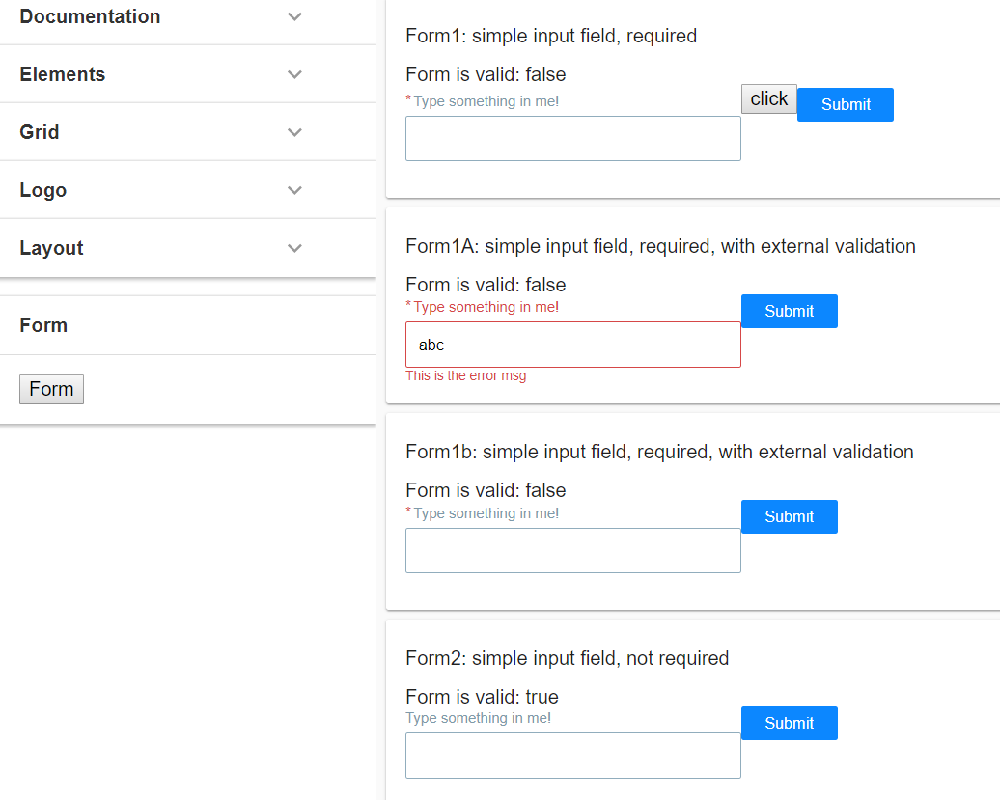 Documentation
Elements
Grid
Logo
Layout
Form
Form
Form1: simple input field, required
Form is valid: false
* Type something in me!
click
Submit
Form1A: simple input field, required, with external validation
Form is valid: false
* Type something in me!
Submit
abc
This is the error msg
Form1b: simple input field, required, with external validation
Form is valid: false
* Type something in me!
Submit
Form2: simple input field, not required
Form is valid: true
Type something in me!
Submit